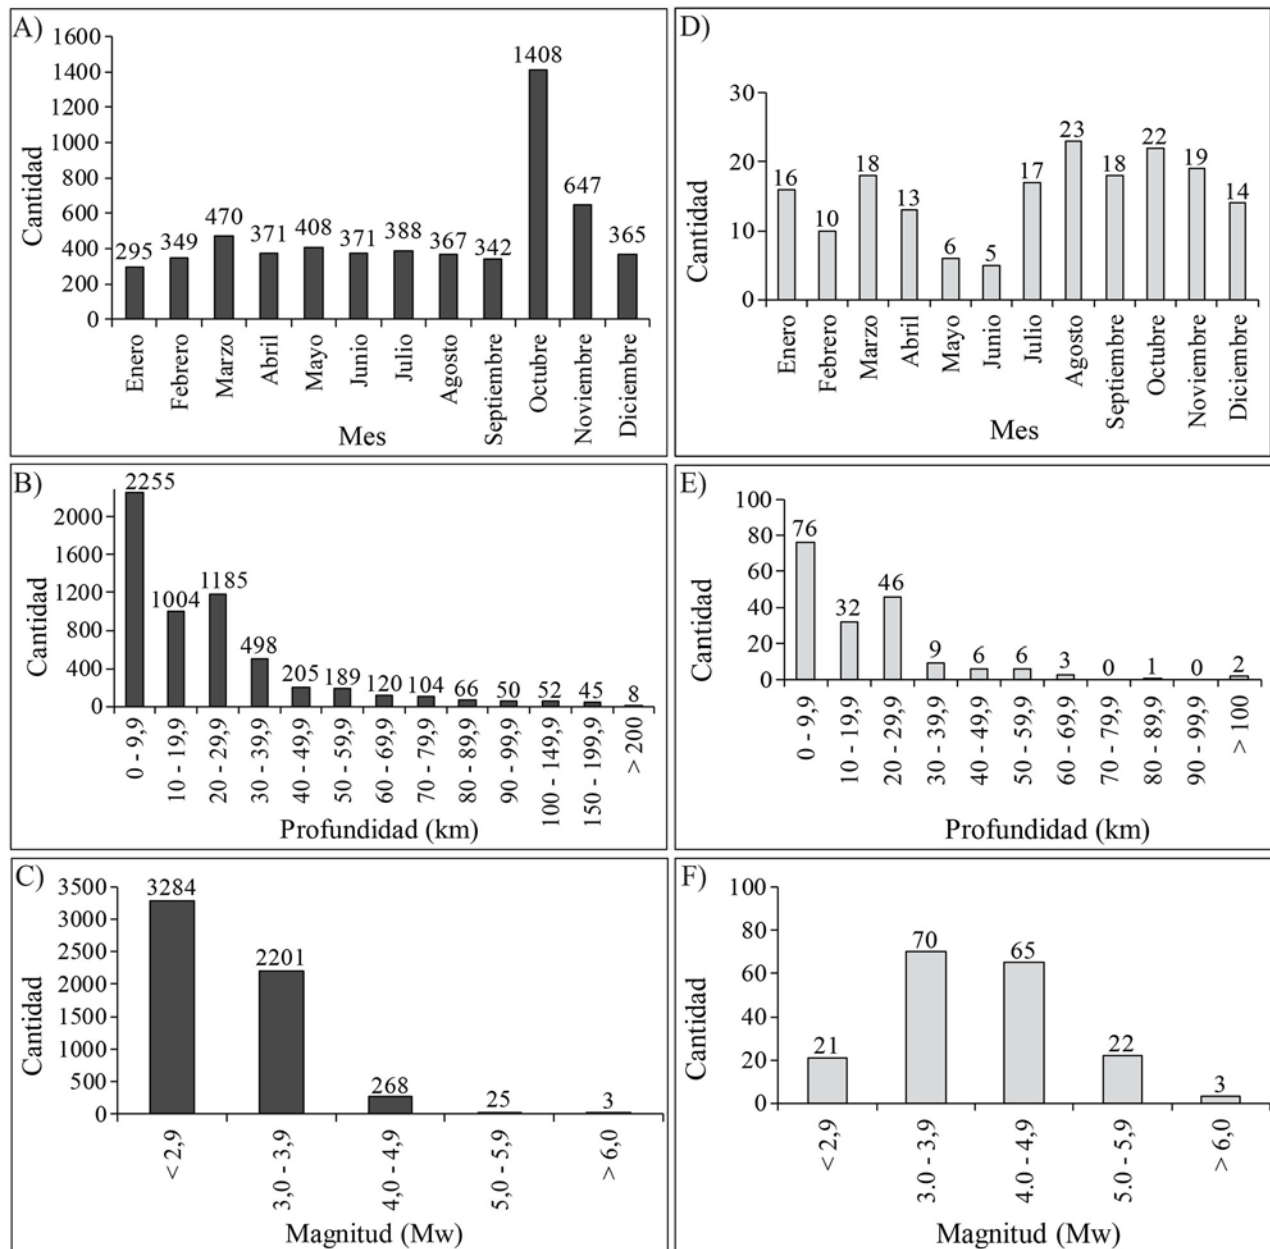 A)
Cantidad
1600
1400
1200
1000
800
600
400
200
0
295
349
470
371
408
371
388
367
342
1408
647
365
Enero
Febrero
Marzo
Abril
Mayo
Junio
Julio
Agosto
Septiembre
Octubre
Noviembre
Diciembre
Mes
D)
Cantidad
30
20
10
0
16
10
18
13
6
5
17
23
18
22
19
14
Enero
Febrero
Marzo
Abril
Mayo
Junio
Julio
Agosto
Septiembre
Octubre
Noviembre
Diciembre
Mes
B)
Cantidad
2000
1600
1200
800
400
0
2255
1004
1185
498
205
189
120
104
66
50
52
45
8
0 - 9,9
10 - 19,9
20 - 29,9
30 - 39,9
40 - 49,9
50 - 59,9
60 - 69,9
70 - 79,9
80 - 89,9
90 - 99,9
100 - 149,9
150 - 199,9
> 200
Profundidad (km)
E)
Cantidad
100
80
60
40
20
0
76
32
46
9
6
6
3
0
1
0
2
0 - 9,9
10 - 19,9
20 - 29,9
30 - 39,9
40 - 49,9
50 - 59,9
60 - 69,9
70 - 79,9
80 - 89,9
90 - 99,9
> 100
Profundidad (km)
C)
Cantidad
3500
3000
2500
2000
1500
1000
500
0
3284
2201
268
25
3
< 2,9
3,0 - 3,9
4,0 - 4,9
5,0 - 5,9
> 6,0
Magnitud (Mw)
F)
Cantidad
100
80
60
40
20
0
21
70
65
22
3
< 2,9
3.0 - 3,9
4.0 - 4,9
5.0 - 5,9
> 6,0
Magnitud (Mw)